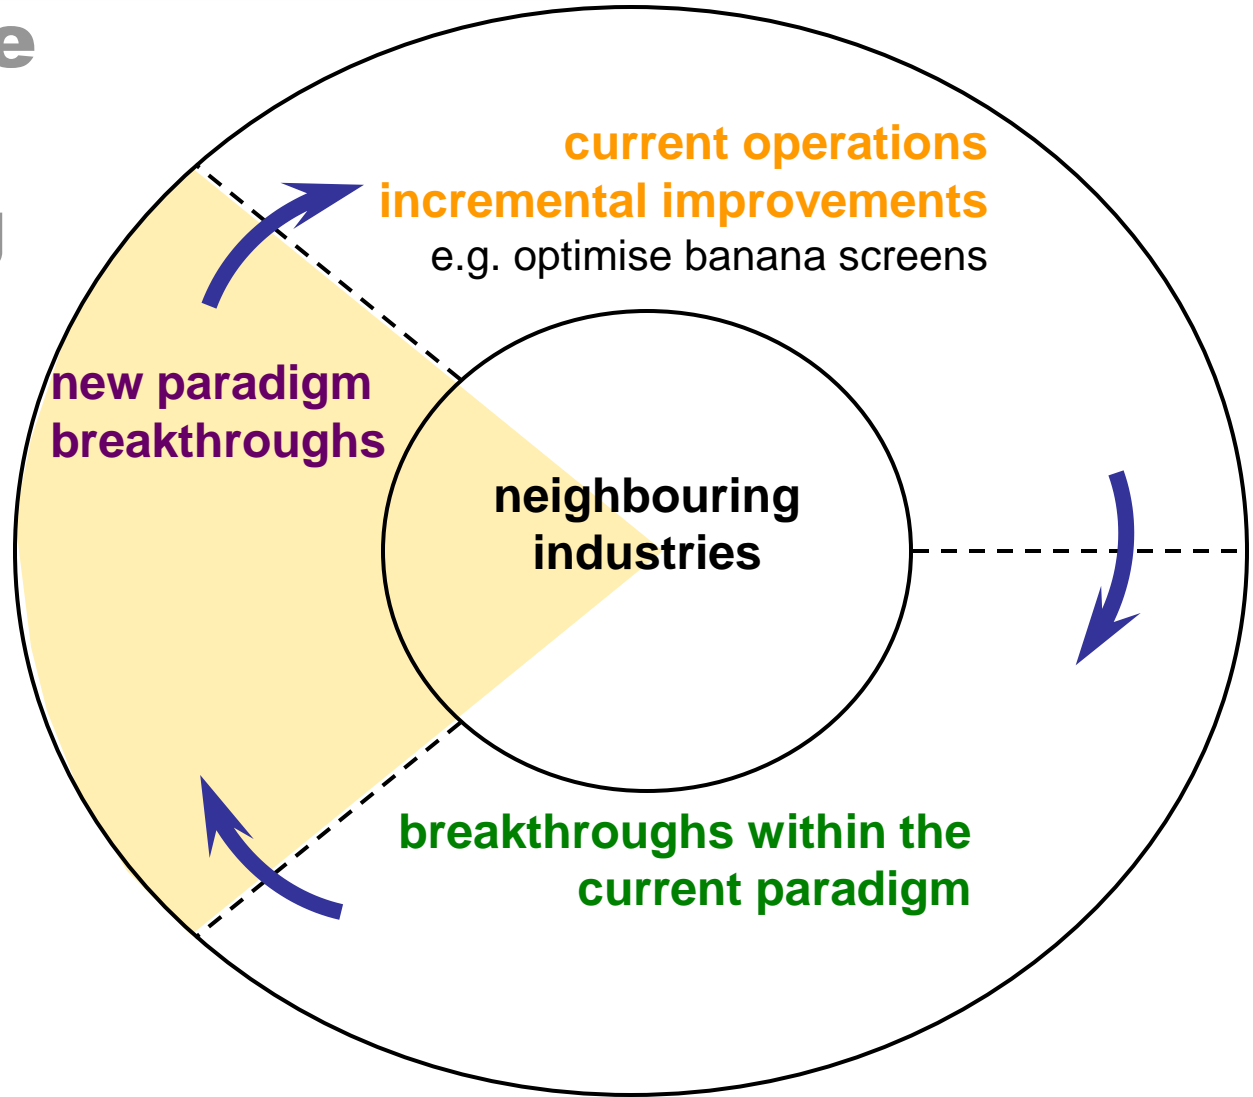 e
g
current operations
incremental improvements
e.g. optimise banana screens
new paradigm
breakthroughs
neighbouring
industries
breakthroughs within the
current paradigm